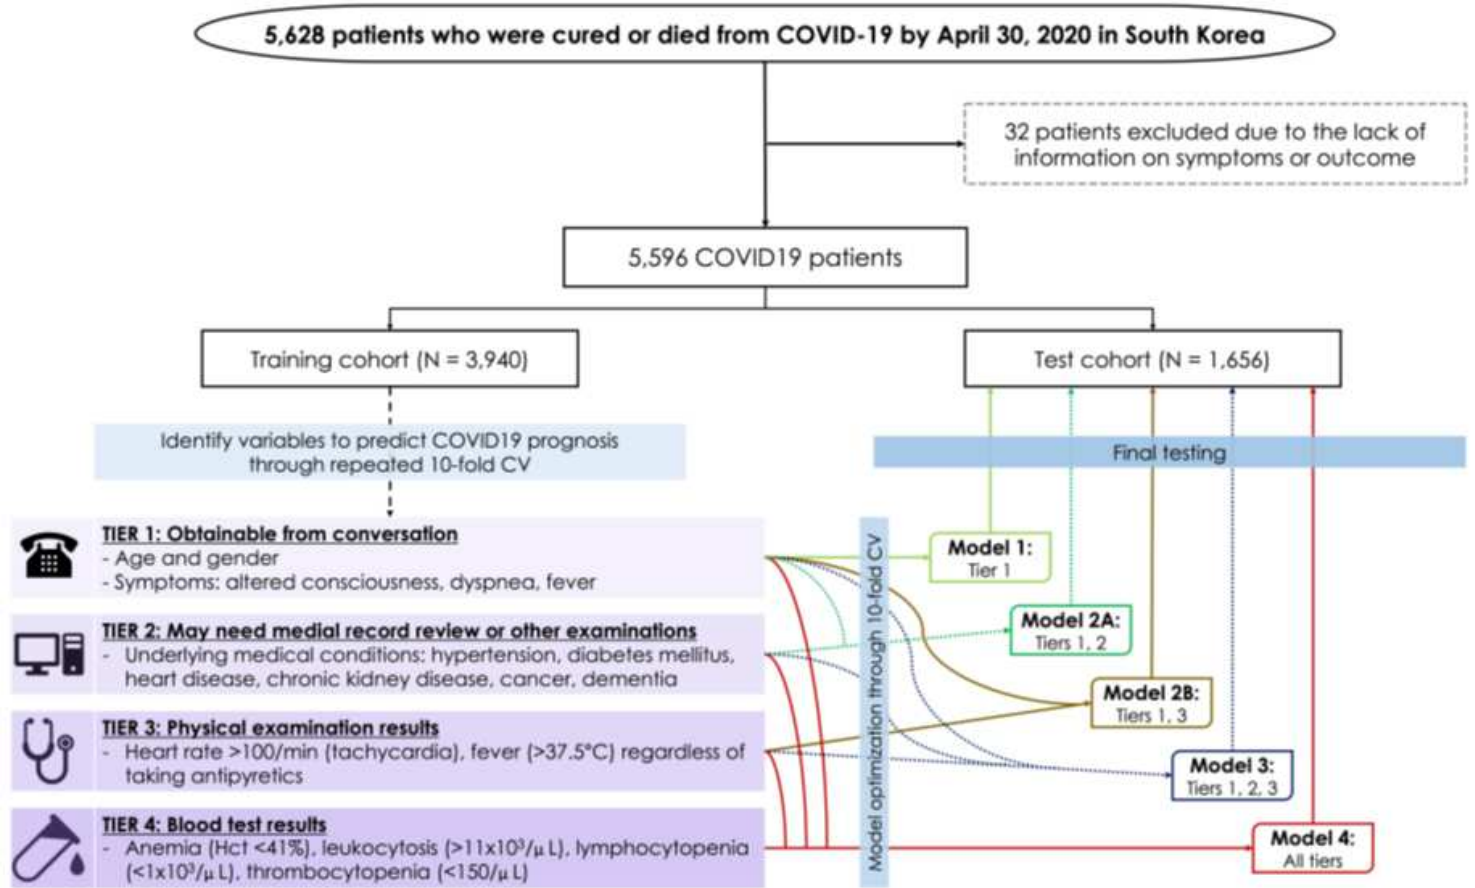 5,628 patients who were cured or died from COVID-19 by April 30, 2020 in South Korea
32 patients excluded due to the lack of
information on symptoms or outcome
5,596 COVID19 patients
Training cohort (N = 3,940)
Test cohort (N = 1,656)
Identify variables to predict COVID19 prognosis
through repeated 10-fold CV
Final testing
TIER 1: Obtainable from conversation
- Age and gender
- Symptoms: altered consciousness, dyspnea, fever
TIER 2: May need medial record review or other examinations
- Underlying medical conditions: hypertension, diabetes mellitus,
heart disease, chronic kidney disease, cancer, dementia
TIER 3: Physical examination results
- Heart rate >100/min (tachycardia), fever (>37.5°C) regardless of
taking antipyretics
TIER 4: Blood test results
- Anemia (Hct <41%), leukocytosis (>11x10³/μL), lymphocytopenia
(<1x10³/μL), thrombocytopenia (<150/μL)
Model optimization through 10-fold CV
Model 1:
Tier 1
Model 2A:
Tiers 1, 2
Model 2B:
Tiers 1, 3
Model 3:
Tiers 1, 2, 3
Model 4:
All tiers